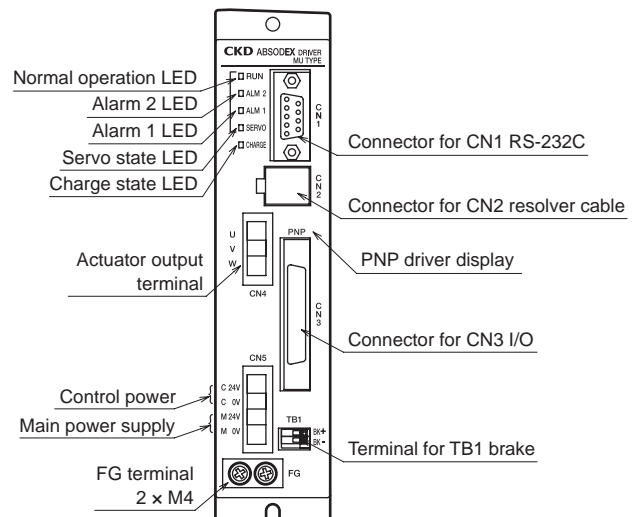 CKD ABSODEX DRIVER
MU TYPE
Normal operation LED
Alarm 2 LED
Alarm 1 LED
Servo state LED
Charge state LED
RUN
ALM 2
ALM 1
SERVO
CHARGE
CN1
Connector for CN1 RS-232C
CN2
Connector for CN2 resolver cable
U
V
W
CN4
Actuator output
terminal
PNP
PNP driver display
CN3
Connector for CN3 I/O
CN5
Control power
Main power supply
C 24V
C 0V
M 24V
M 0V
TB1
BK+
BK-
Terminal for TB1 brake
FG terminal
2 × M4
FG